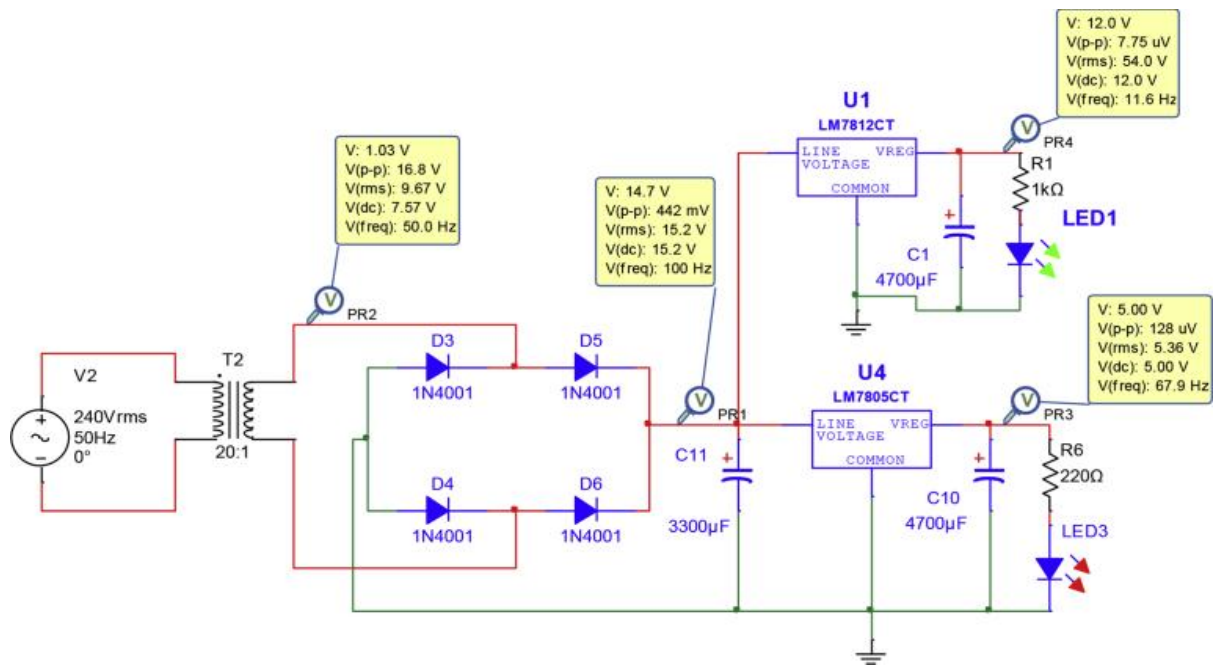 V: 12.0 V
V(p-p): 7.75 uV
V(rms): 54.0 V
V(dc): 12.0 V
V(freq): 11.6 Hz
PR4
U1
LM7812CT
LINE VREG
VOLTAGE
COMMON
R1
1kΩ
LED1
+
C1
4700µF
V: 1.03 V
V(p-p): 16.8 V
V(rms): 9.67 V
V(dc): 7.57 V
V(freq): 50.0 Hz
V
PR2
V: 14.7 V
V(p-p): 442 mV
V(rms): 15.2 V
V(dc): 15.2 V
V(freq): 100 Hz
V
PR1
V: 5.00 V
V(p-p): 128 uV
V(rms): 5.36 V
V(dc): 5.00 V
V(freq): 67.9 Hz
V
PR3
V
V2
240Vrms
50Hz
0°
T2
20:1
D3
1N4001
D5
1N4001
D4
1N4001
D6
1N4001
C11
+
3300µF
U4
LM7805CT
LINE VREG
VOLTAGE
COMMON
+
C10
4700µF
R6
220Ω
LED3